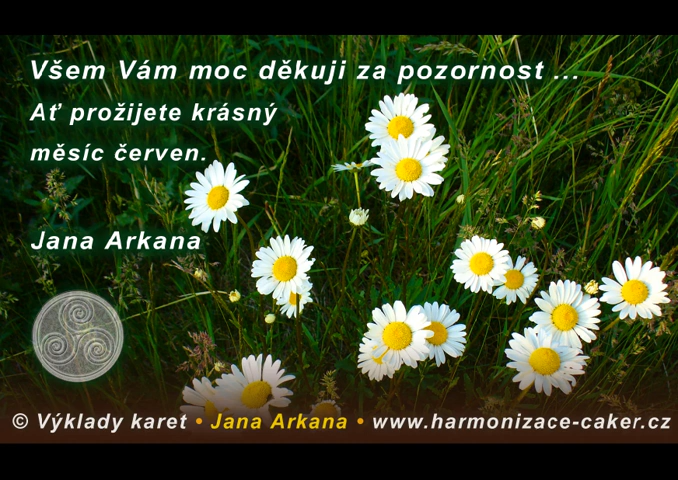 Všem Vám moc děkuji za pozornost ...
Ať prožijete krásný
měsíc červen.
Jana Arkana
© Výklady karet • Jana Arkana • www.harmonizace-caker.cz